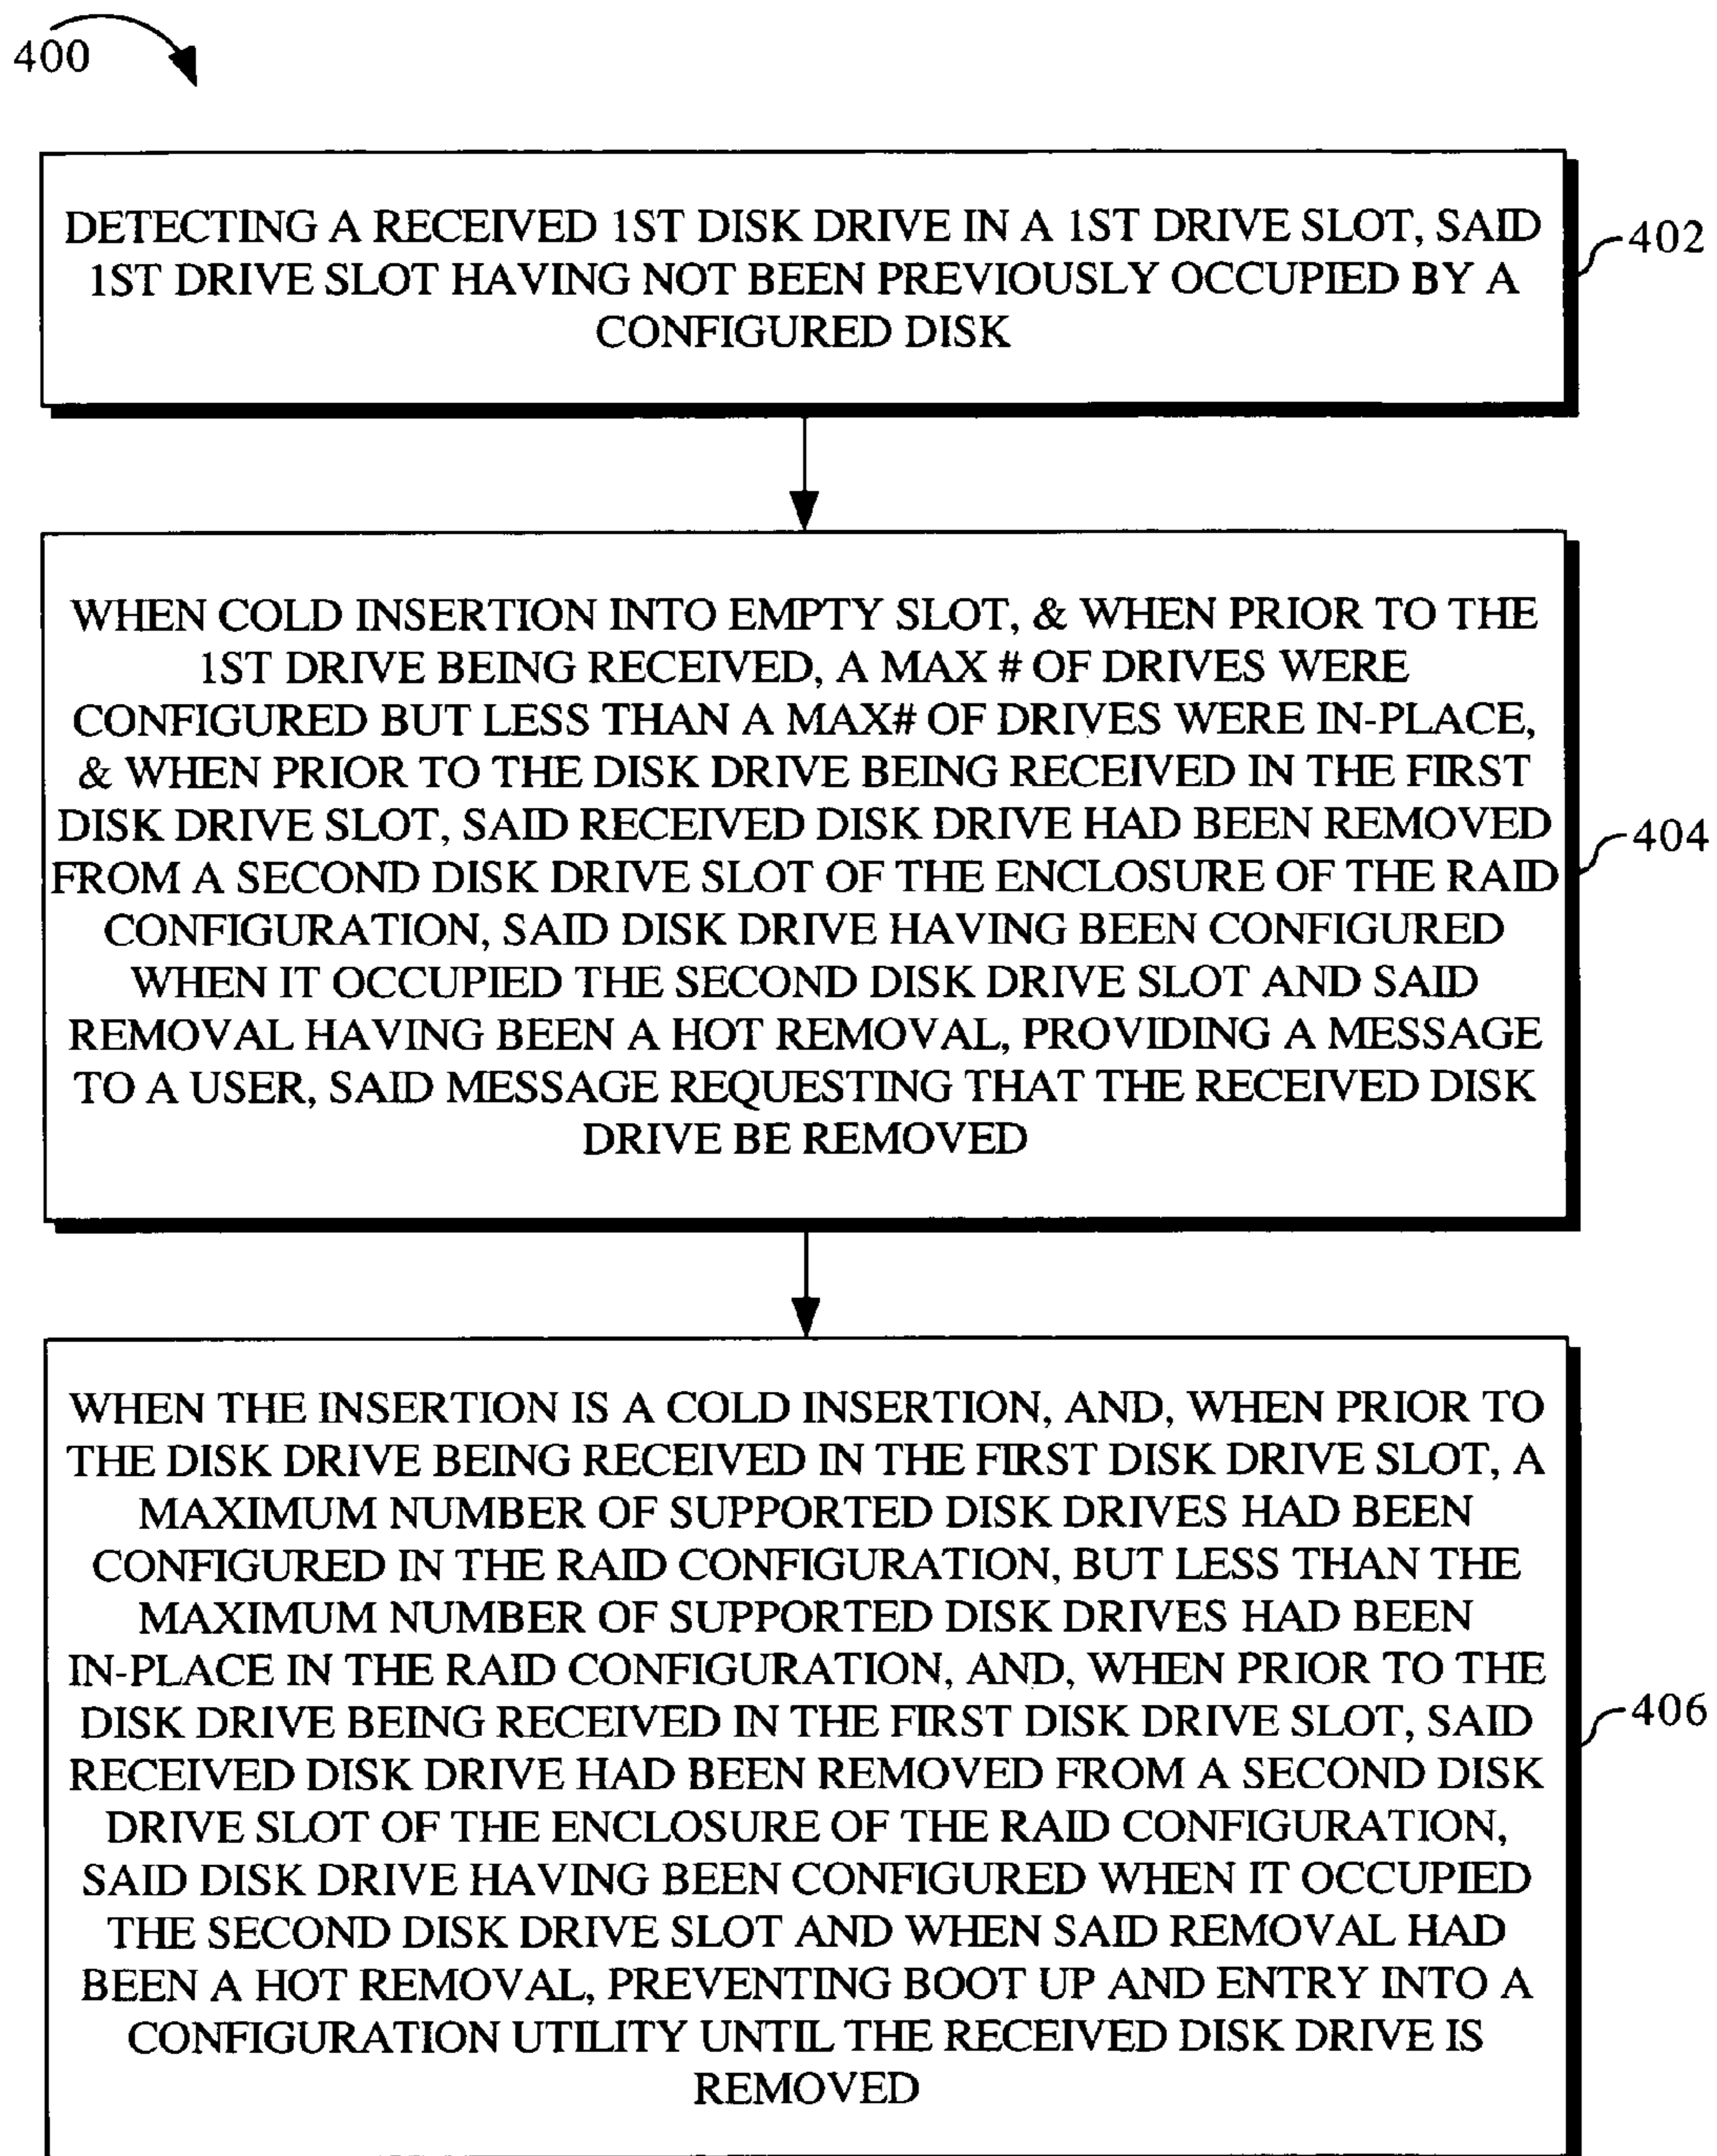 400
DETECTING A RECEIVED 1ST DISK DRIVE IN A 1ST DRIVE SLOT, SAID
1ST DRIVE SLOT HAVING NOT BEEN PREVIOUSLY OCCUPIED BY A
CONFIGURED DISK
402
WHEN COLD INSERTION INTO EMPTY SLOT, & WHEN PRIOR TO THE
1ST DRIVE BEING RECEIVED, A MAX # OF DRIVES WERE
CONFIGURED BUT LESS THAN A MAX# OF DRIVES WERE IN-PLACE,
& WHEN PRIOR TO THE DISK DRIVE BEING RECEIVED IN THE FIRST
DISK DRIVE SLOT, SAID RECEIVED DISK DRIVE HAD BEEN REMOVED
FROM A SECOND DISK DRIVE SLOT OF THE ENCLOSURE OF THE RAID
CONFIGURATION, SAID DISK DRIVE HAVING BEEN CONFIGURED
WHEN IT OCCUPIED THE SECOND DISK DRIVE SLOT AND SAID
REMOVAL HAVING BEEN A HOT REMOVAL, PROVIDING A MESSAGE
TO A USER, SAID MESSAGE REQUESTING THAT THE RECEIVED DISK
DRIVE BE REMOVED
404
WHEN THE INSERTION IS A COLD INSERTION, AND, WHEN PRIOR TO
THE DISK DRIVE BEING RECEIVED IN THE FIRST DISK DRIVE SLOT, A
MAXIMUM NUMBER OF SUPPORTED DISK DRIVES HAD BEEN
CONFIGURED IN THE RAID CONFIGURATION, BUT LESS THAN THE
MAXIMUM NUMBER OF SUPPORTED DISK DRIVES HAD BEEN
IN-PLACE IN THE RAID CONFIGURATION, AND, WHEN PRIOR TO THE
DISK DRIVE BEING RECEIVED IN THE FIRST DISK DRIVE SLOT, SAID
RECEIVED DISK DRIVE HAD BEEN REMOVED FROM A SECOND DISK
DRIVE SLOT OF THE ENCLOSURE OF THE RAID CONFIGURATION,
SAID DISK DRIVE HAVING BEEN CONFIGURED WHEN IT OCCUPIED
THE SECOND DISK DRIVE SLOT AND WHEN SAID REMOVAL HAD
BEEN A HOT REMOVAL, PREVENTING BOOT UP AND ENTRY INTO A
CONFIGURATION UTILITY UNTIL THE RECEIVED DISK DRIVE IS
REMOVED
406